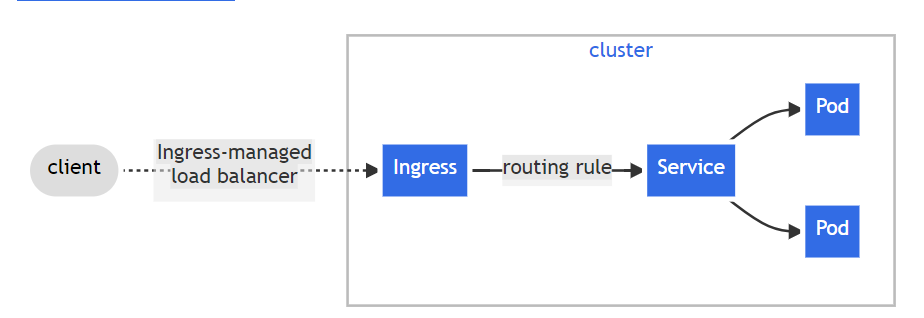 cluster
client
Ingress-managed
load balancer
Ingress
routing rule
Service
Pod
Pod